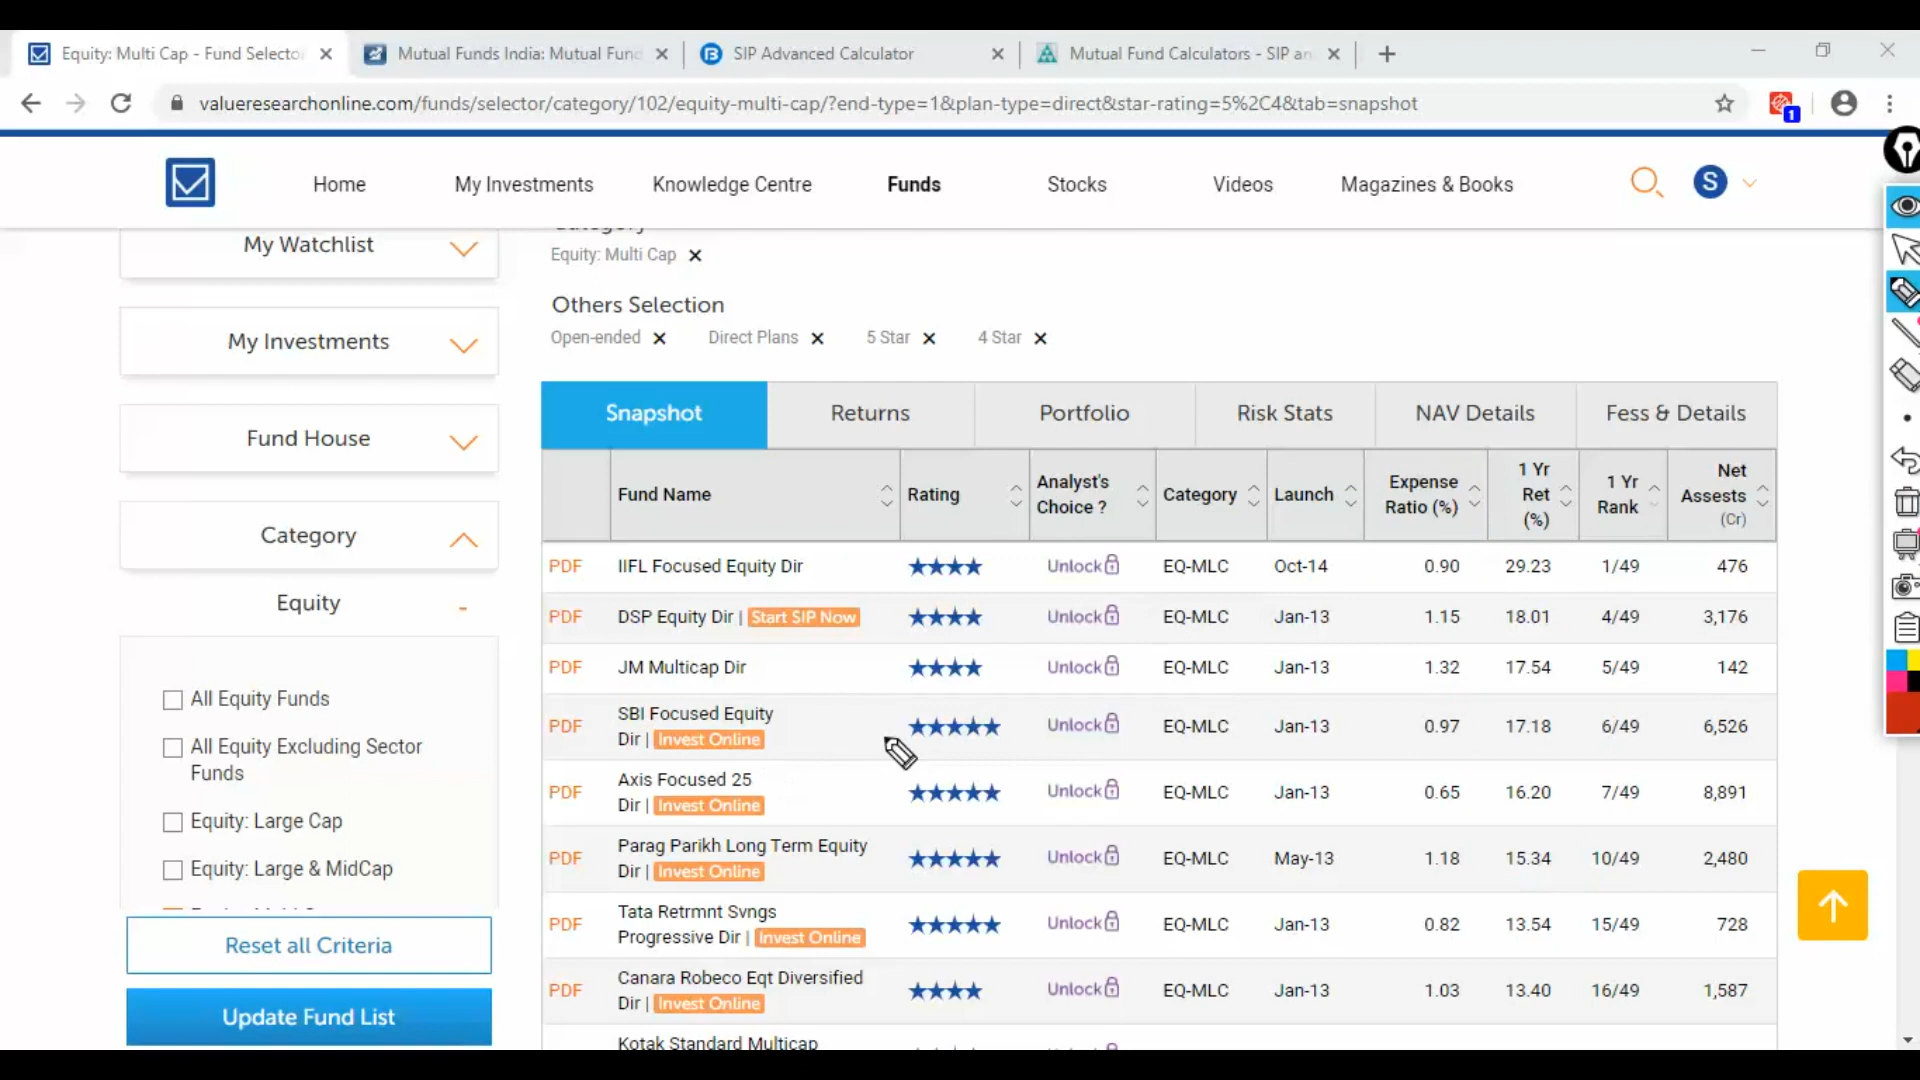 Equity: Multi Cap - Fund Selecto
Mutual Funds India: Mutual Fund
SIP Advanced Calculator
Mutual Fund Calculators - SIP an
valueresearchonline.com/funds/selector/category/102/equity-multi-cap/?end-type=1&plan-type=direct&star-rating=5%2C4&tab=snapshot
1
Home
My Investments
Knowledge Centre
Funds
Stocks
Videos
Magazines & Books
S
My Watchlist
My Investments
Fund House
Category
Equity
-
All Equity Funds
All Equity Excluding Sector
Funds
Equity: Large Cap
Equity: Large & MidCap
Reset all Criteria
Update Fund List
Category
Equity: Multi Cap
Others Selection
Open-ended Direct Plans 5 Star 4 Star
Snapshot Returns Portfolio Risk Stats NAV Details Fess & Details
Fund Name Rating Analyst's Choice ? Category Launch Expense Ratio (%) 1 Yr Ret (%) 1 Yr Rank Net Assests (Cr)
PDF IIFL Focused Equity Dir Unlock EQ-MLC Oct-14 0.90 29.23 1/49 476
PDF DSP Equity Dir | Start SIP Now Unlock EQ-MLC Jan-13 1.15 18.01 4/49 3,176
PDF JM Multicap Dir Unlock EQ-MLC Jan-13 1.32 17.54 5/49 142
PDF SBI Focused Equity Dir | Invest Online Unlock EQ-MLC Jan-13 0.97 17.18 6/49 6,526
PDF Axis Focused 25 Dir | Invest Online Unlock EQ-MLC Jan-13 0.65 16.20 7/49 8,891
PDF Parag Parikh Long Term Equity Dir | Invest Online Unlock EQ-MLC May-13 1.18 15.34 10/49 2,480
PDF Tata Retrmnt Svngs Progressive Dir | Invest Online Unlock EQ-MLC Jan-13 0.82 13.54 15/49 728
PDF Canara Robeco Eqt Diversified Dir | Invest Online Unlock EQ-MLC Jan-13 1.03 13.40 16/49 1,587
Kotak Standard Multicap